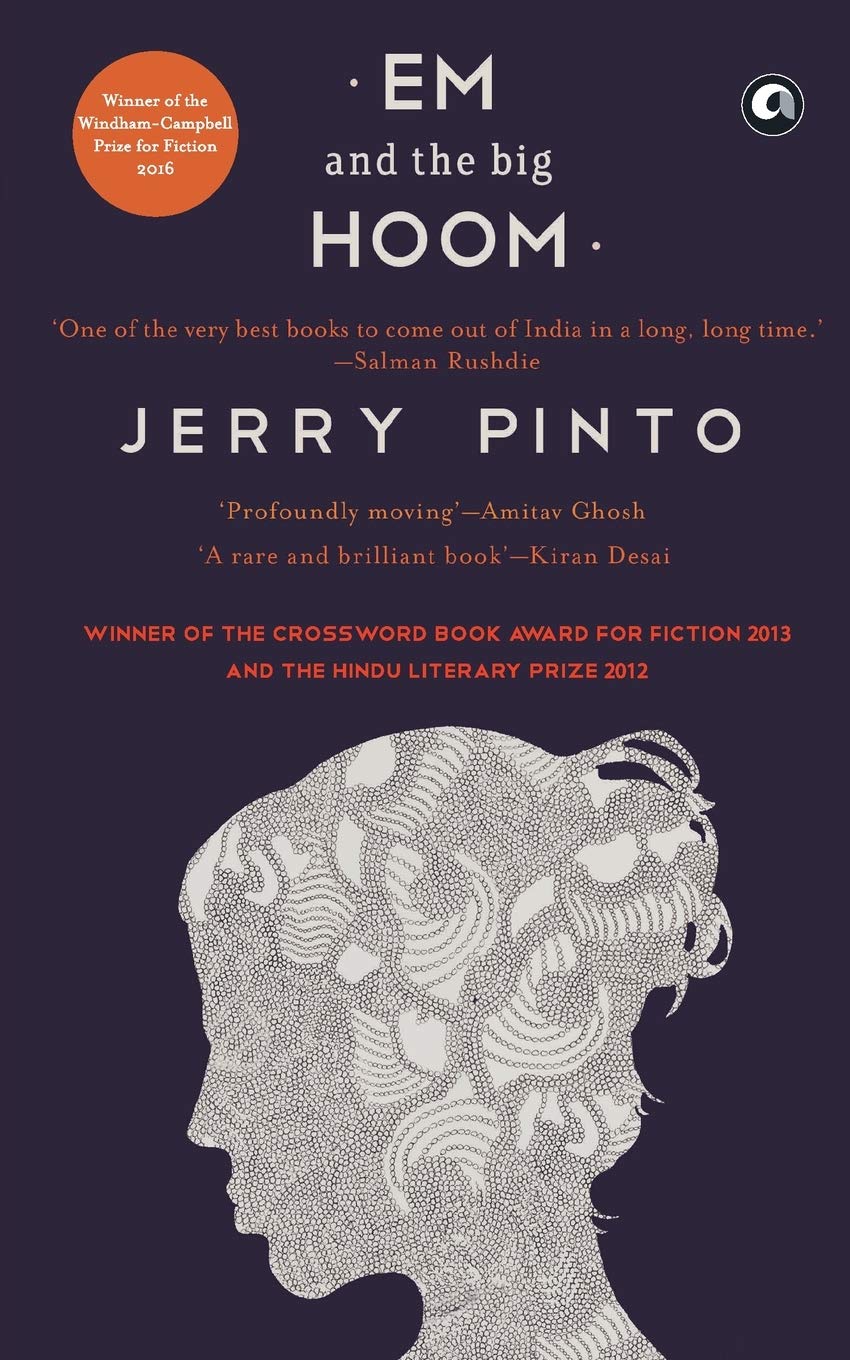 Winner of the
Windham-Campbell
Prize for Fiction
2016
· EM
and the big
HOOM ·
‘One of the very best books to come out of India in a long, long time.’
—Salman Rushdie
JERRY PINTO
‘Profoundly moving’—Amitav Ghosh
‘A rare and brilliant book’—Kiran Desai
WINNER OF THE CROSSWORD BOOK AWARD FOR FICTION 2013
AND THE HINDU LITERARY PRIZE 2012